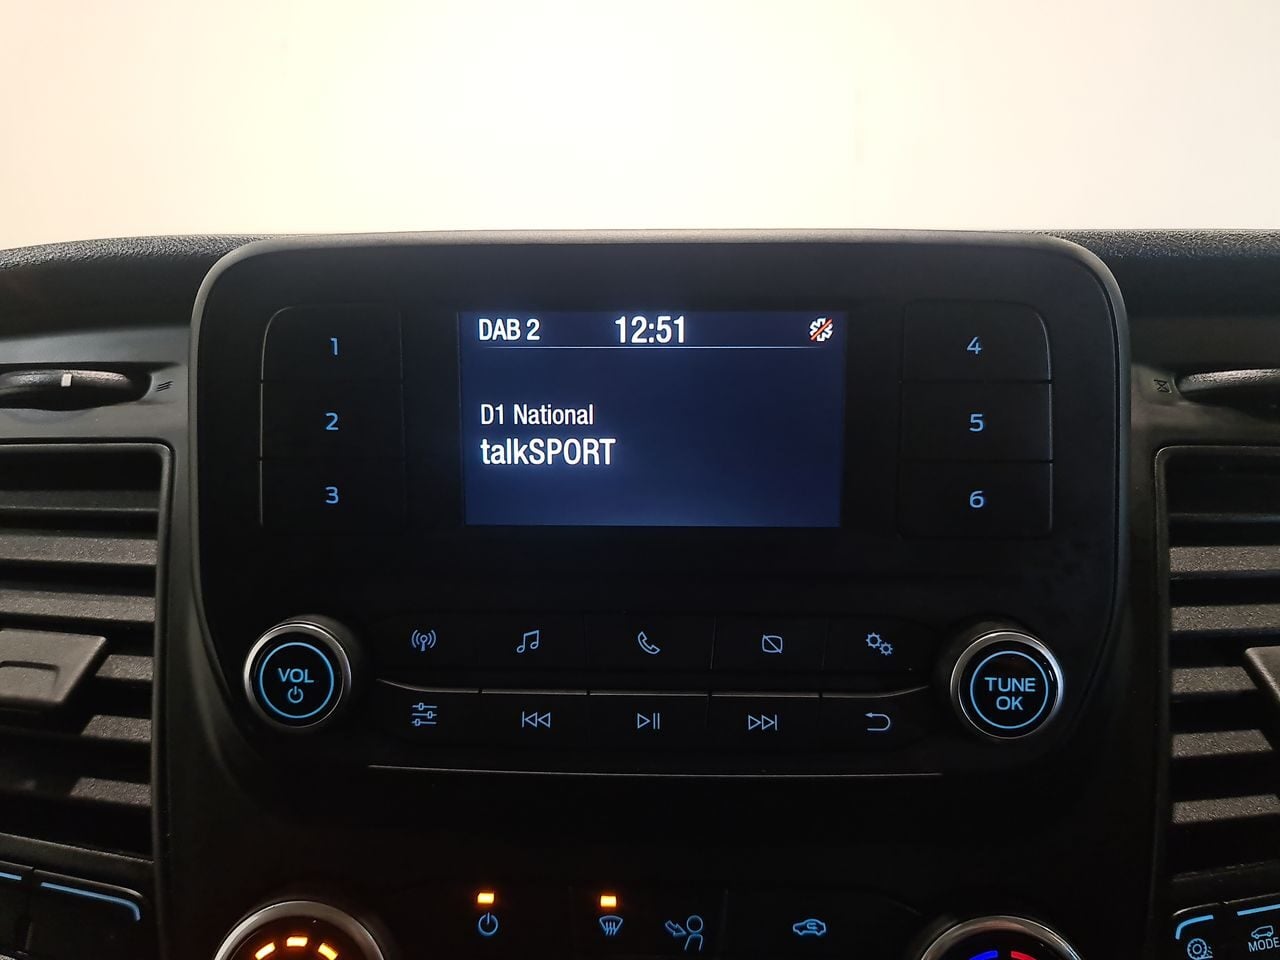 DAB 2 12:51
D1 National
talkSPORT
1
2
3
4
5
6
VOL
TUNE
OK
MODE